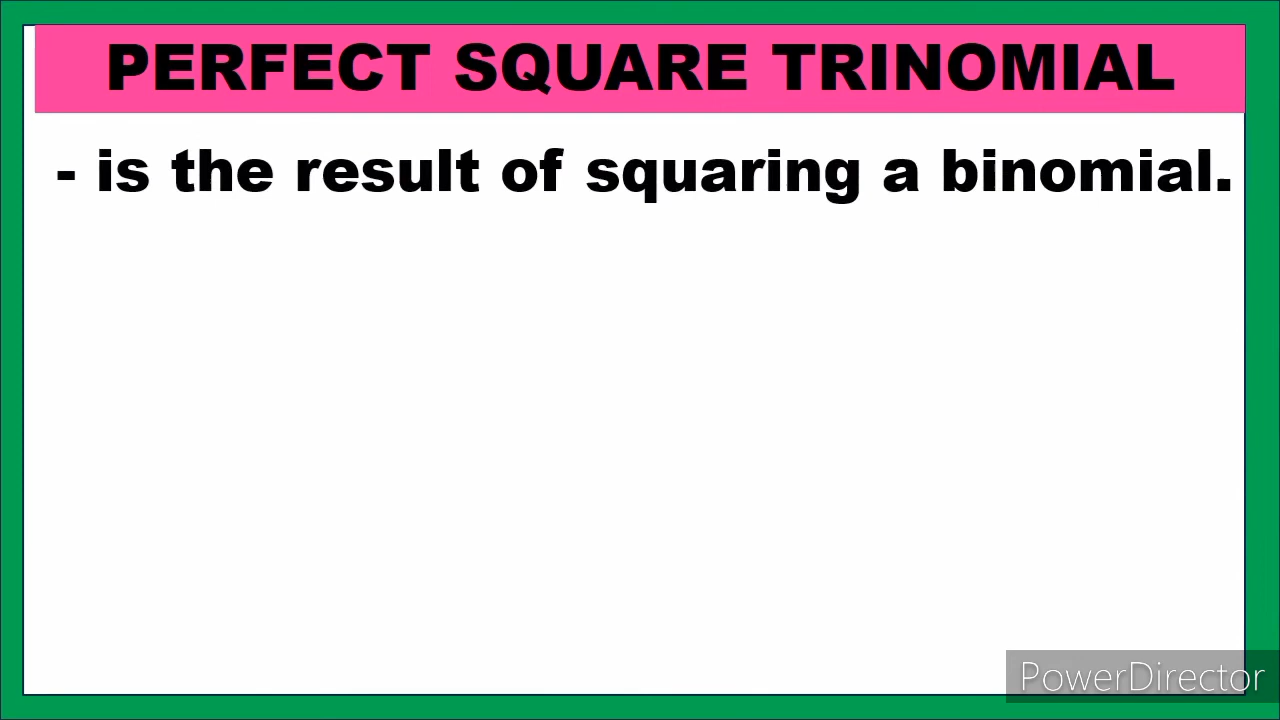 PERFECT SQUARE TRINOMIAL
- is the result of squaring a binomial.
PowerDirector